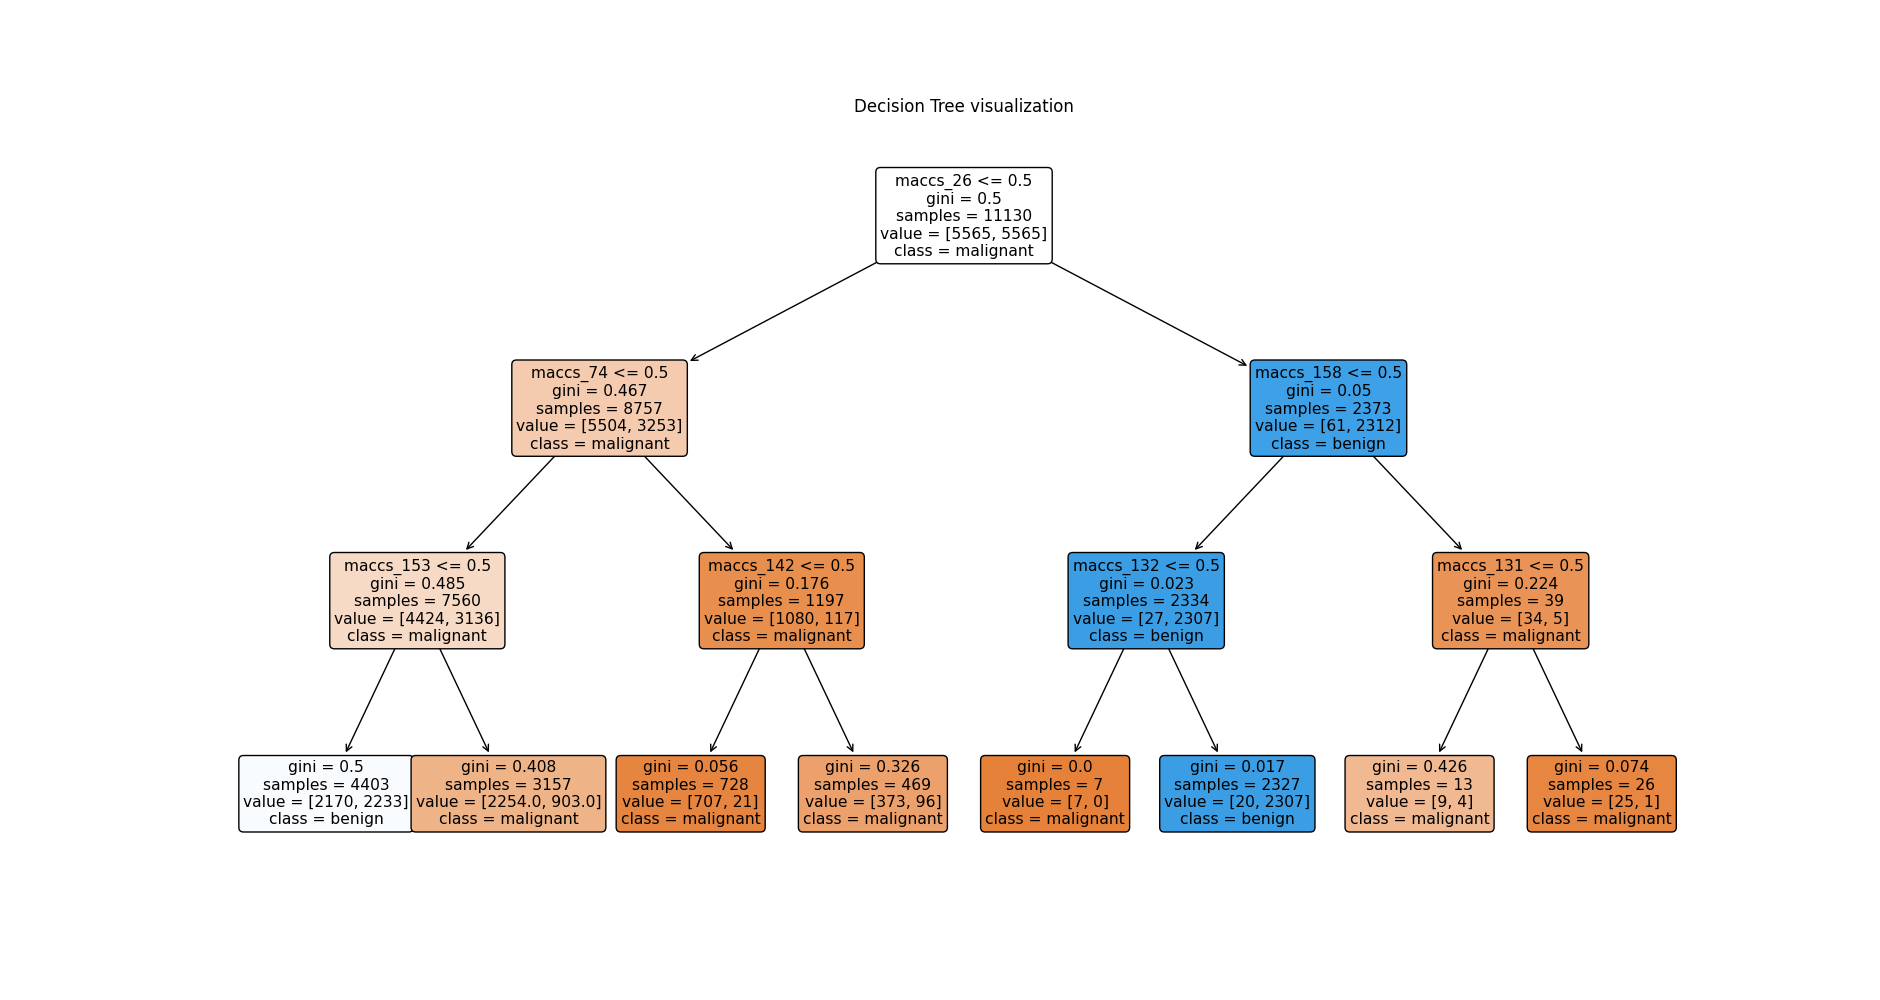 Decision Tree visualization
maccs_26 <= 0.5
gini = 0.5
samples = 11130
value = [5565, 5565]
class = malignant
maccs_74 <= 0.5
gini = 0.467
samples = 8757
value = [5504, 3253]
class = malignant
maccs_158 <= 0.5
gini = 0.05
samples = 2373
value = [61, 2312]
class = benign
maccs_153 <= 0.5
gini = 0.485
samples = 7560
value = [4424, 3136]
class = malignant
maccs_142 <= 0.5
gini = 0.176
samples = 1197
value = [1080, 117]
class = malignant
maccs_132 <= 0.5
gini = 0.023
samples = 2334
value = [27, 2307]
class = benign
maccs_131 <= 0.5
gini = 0.224
samples = 39
value = [34, 5]
class = malignant
gini = 0.5
samples = 4403
value = [2170, 2233]
class = benign
gini = 0.408
samples = 3157
value = [2254.0, 903.0]
class = malignant
gini = 0.056
samples = 728
value = [707, 21]
class = malignant
gini = 0.326
samples = 469
value = [373, 96]
class = malignant
gini = 0.0
samples = 7
value = [7, 0]
class = malignant
gini = 0.017
samples = 2327
value = [20, 2307]
class = benign
gini = 0.426
samples = 13
value = [9, 4]
class = malignant
gini = 0.074
samples = 26
value = [25, 1]
class = malignant